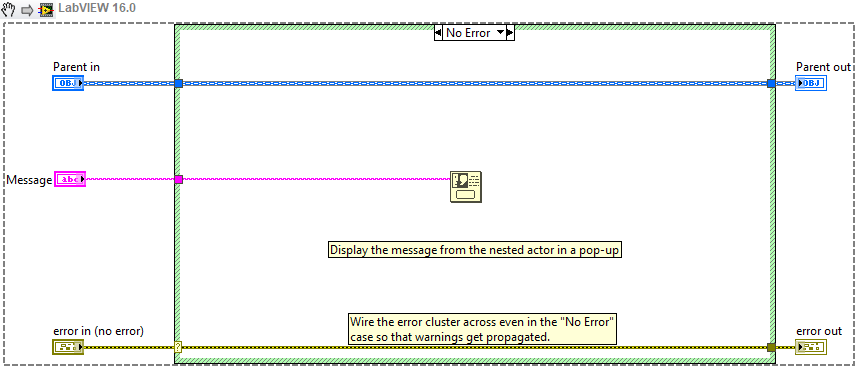 LabVIEW 16.0
No Error
Parent in
OBJ
Parent out
OBJ
Message
abc
Display the message from the nested actor in a pop-up
Wire the error cluster across even in the "No Error"
case so that warnings get propagated.
error in (no error)
?
error out